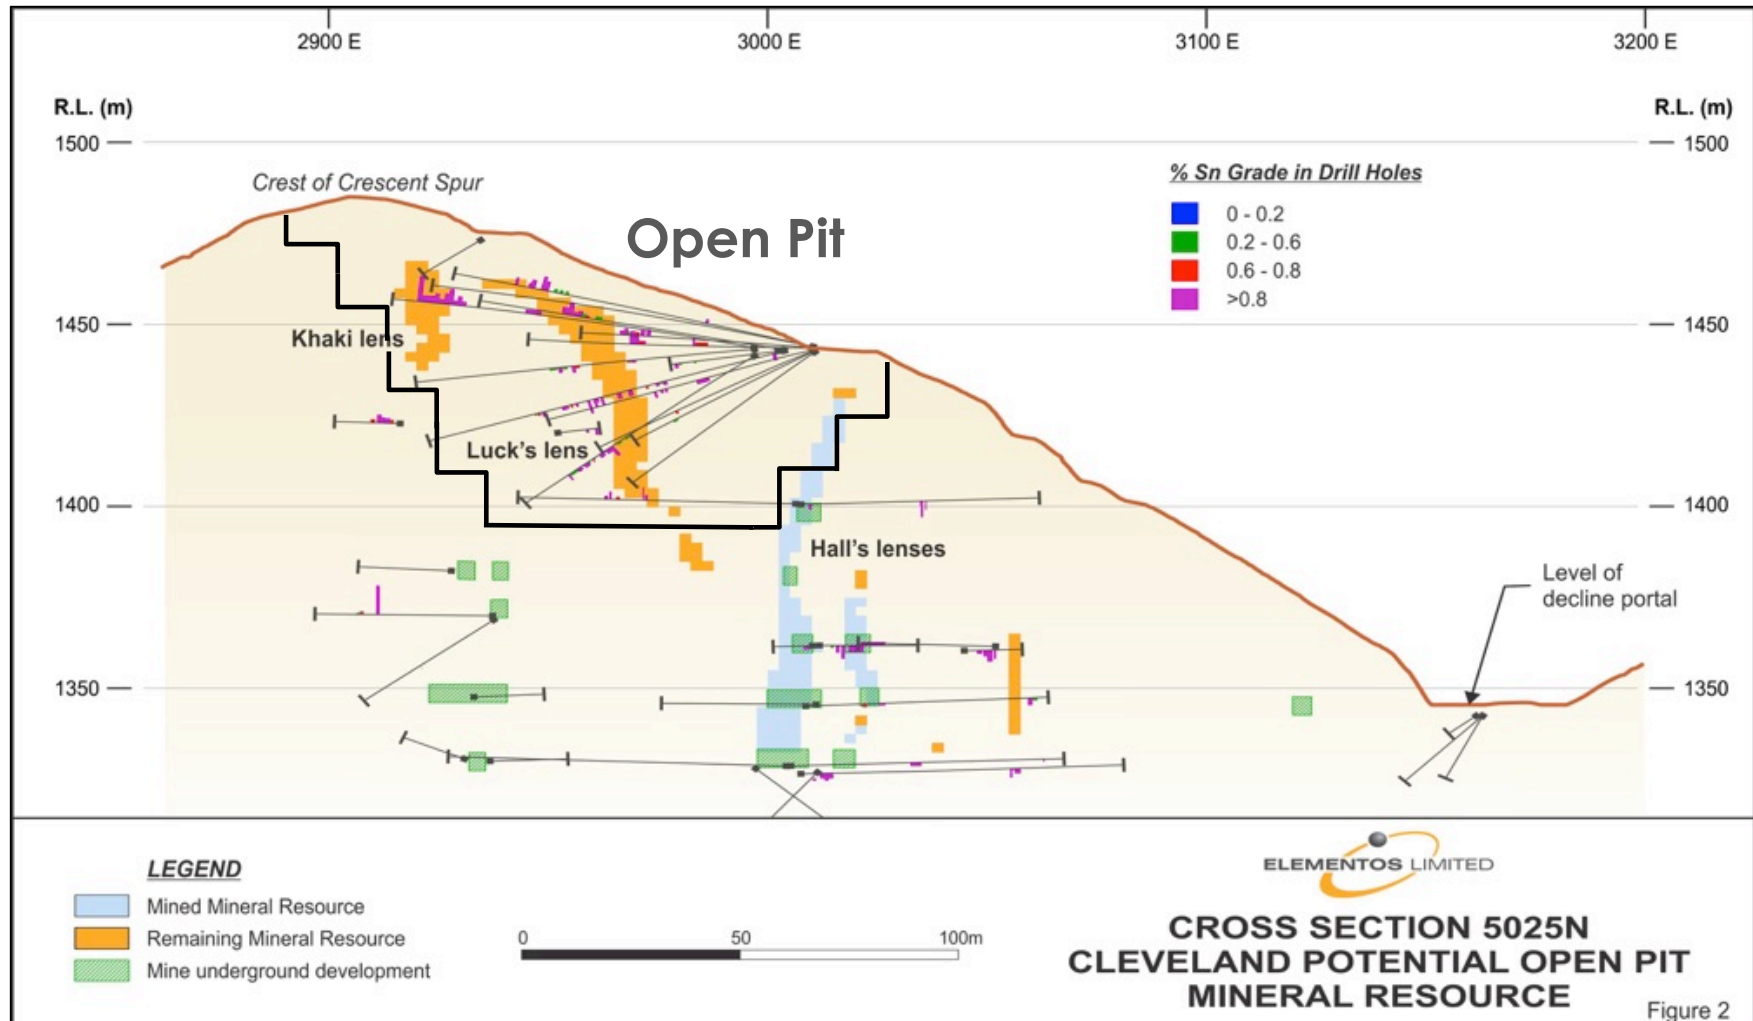 2900 E
3000 E
3100 E
3200 E
R.L. (m)
R.L. (m)
1500
1500
Crest of Crescent Spur
% Sn Grade in Drill Holes
0 - 0.2
0.2 - 0.6
0.6 - 0.8
>0.8
Open Pit
1450
1450
Khaki lens
Luck's lens
1400
1400
Hall's lenses
Level of
decline portal
1350
1350
LEGEND
Mined Mineral Resource
Remaining Mineral Resource
Mine underground development
0 50 100m
ELEMENTOS LIMITED
CROSS SECTION 5025N
CLEVELAND POTENTIAL OPEN PIT
MINERAL RESOURCE
Figure 2